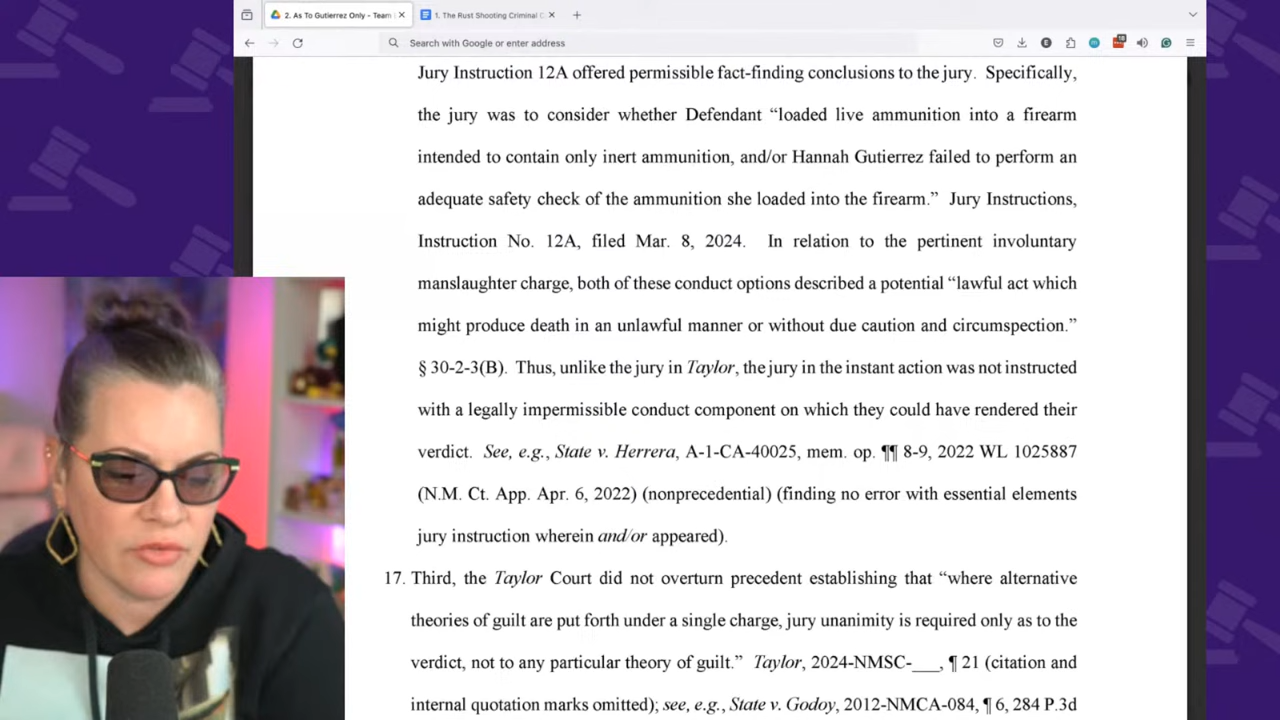 2. As To Gutierrez Only - Team
1. The Rust Shooting Criminal C
Search with Google or enter address
18
Jury Instruction 12A offered permissible fact-finding conclusions to the jury. Specifically,
the jury was to consider whether Defendant “loaded live ammunition into a firearm
intended to contain only inert ammunition, and/or Hannah Gutierrez failed to perform an
adequate safety check of the ammunition she loaded into the firearm.” Jury Instructions,
Instruction No. 12A, filed Mar. 8, 2024. In relation to the pertinent involuntary
manslaughter charge, both of these conduct options described a potential “lawful act which
might produce death in an unlawful manner or without due caution and circumspection.”
§ 30-2-3(B). Thus, unlike the jury in Taylor, the jury in the instant action was not instructed
with a legally impermissible conduct component on which they could have rendered their
verdict. See, e.g., State v. Herrera, A-1-CA-40025, mem. op. ¶¶ 8-9, 2022 WL 1025887
(N.M. Ct. App. Apr. 6, 2022) (nonprecedential) (finding no error with essential elements
jury instruction wherein and/or appeared).
17. Third, the Taylor Court did not overturn precedent establishing that “where alternative
theories of guilt are put forth under a single charge, jury unanimity is required only as to the
verdict, not to any particular theory of guilt.” Taylor, 2024-NMSC-___, ¶ 21 (citation and
internal quotation marks omitted); see, e.g., State v. Godoy, 2012-NMCA-084, ¶ 6, 284 P.3d